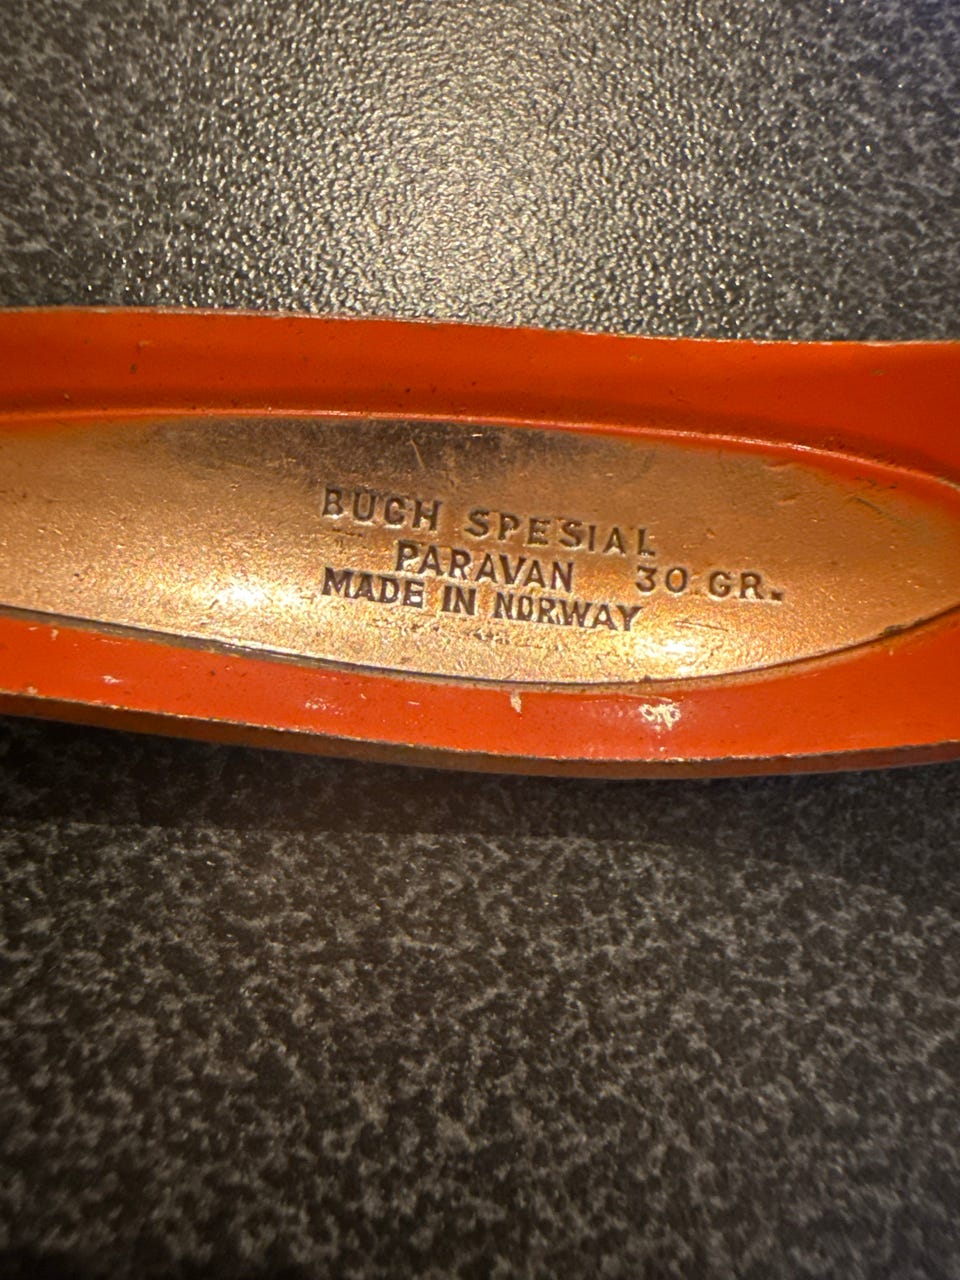 BUCH SPESIAL
PARAVAN 30 GR.
MADE IN NORWAY